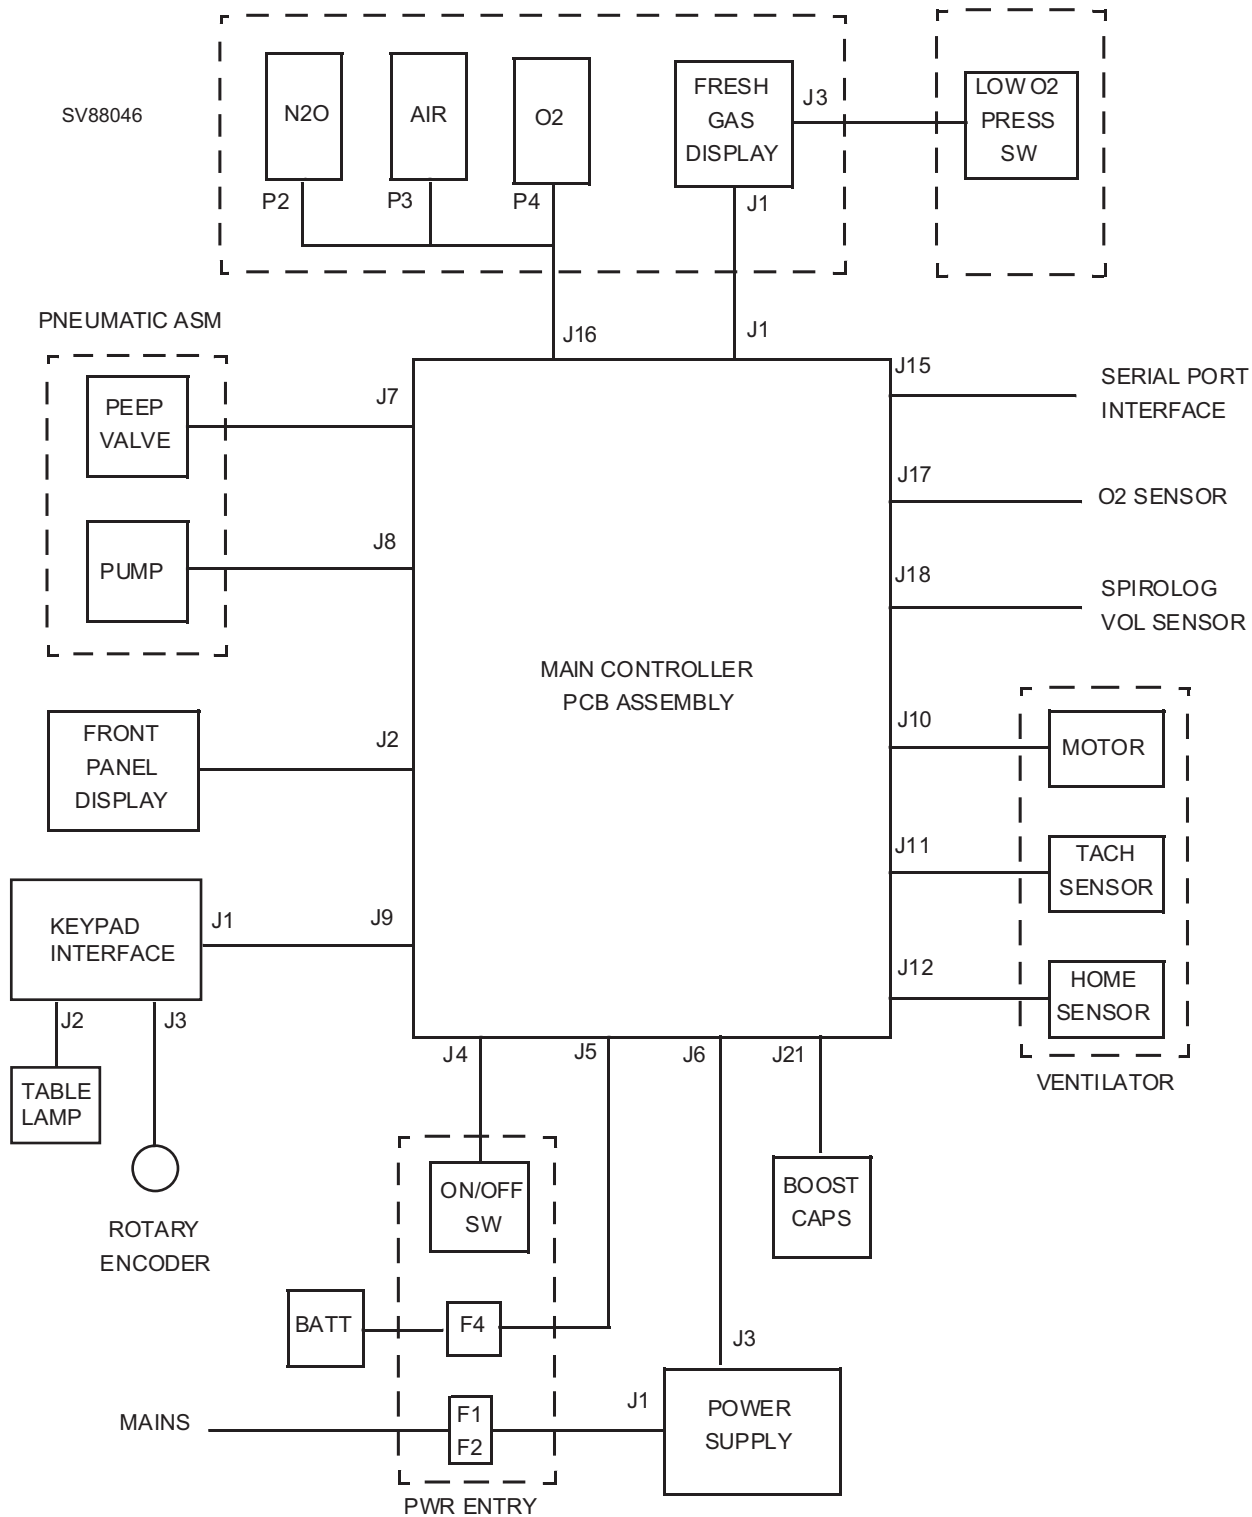 SV88046
N2O
AIR
O2
FRESH
GAS
DISPLAY
J3
LOW O2
PRESS
SW
P2
P3
P4
J1
PNEUMATIC ASM
J16
J1
PEEP
VALVE
J7
J15
SERIAL PORT
INTERFACE
J17
O2 SENSOR
PUMP
J8
J18
SPIROLOG
VOL SENSOR
MAIN CONTROLLER
PCB ASSEMBLY
FRONT
PANEL
DISPLAY
J2
J10
MOTOR
J11
TACH
SENSOR
KEYPAD
INTERFACE
J1
J9
J12
HOME
SENSOR
J2
J3
J4
J5
J6
J21
VENTILATOR
TABLE
LAMP
ROTARY
ENCODER
ON/OFF
SW
BOOST
CAPS
BATT
F4
J3
MAINS
F1
F2
J1
POWER
SUPPLY
PWR ENTRY